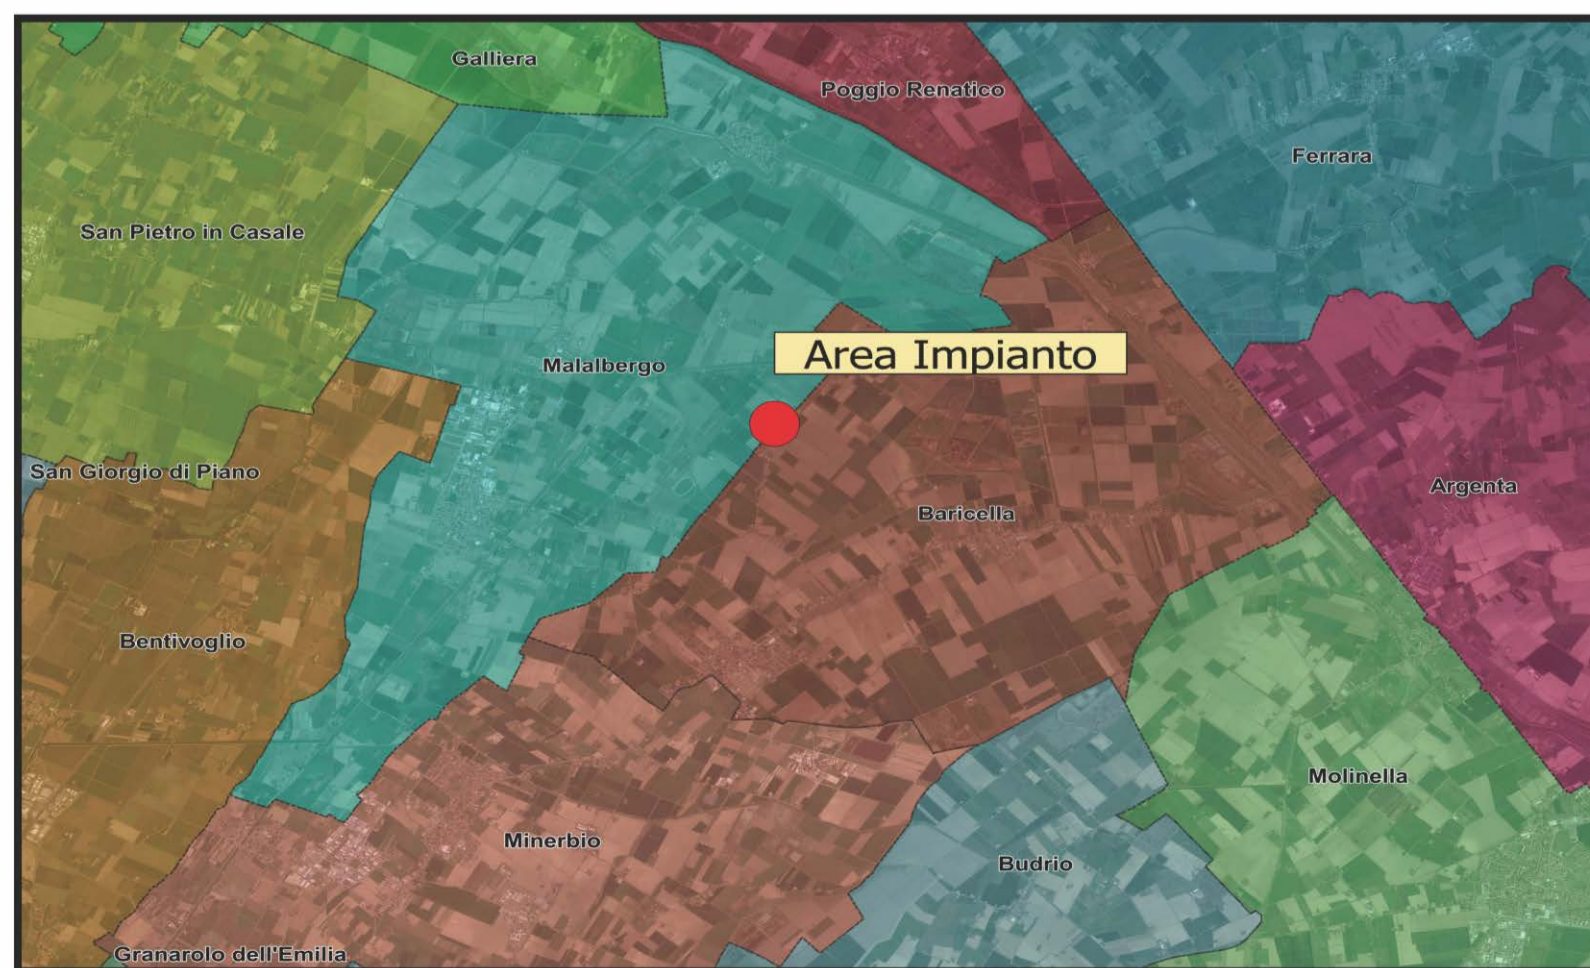 Galliera
Poggio Renatico
Ferrara
San Pietro in Casale
Area Impianto
Malalbergo
San Giorgio di Piano
Argenta
Baricella
Bentivoglio
Molinella
Minerbio
Budrio
Granarolo dell'Emilia